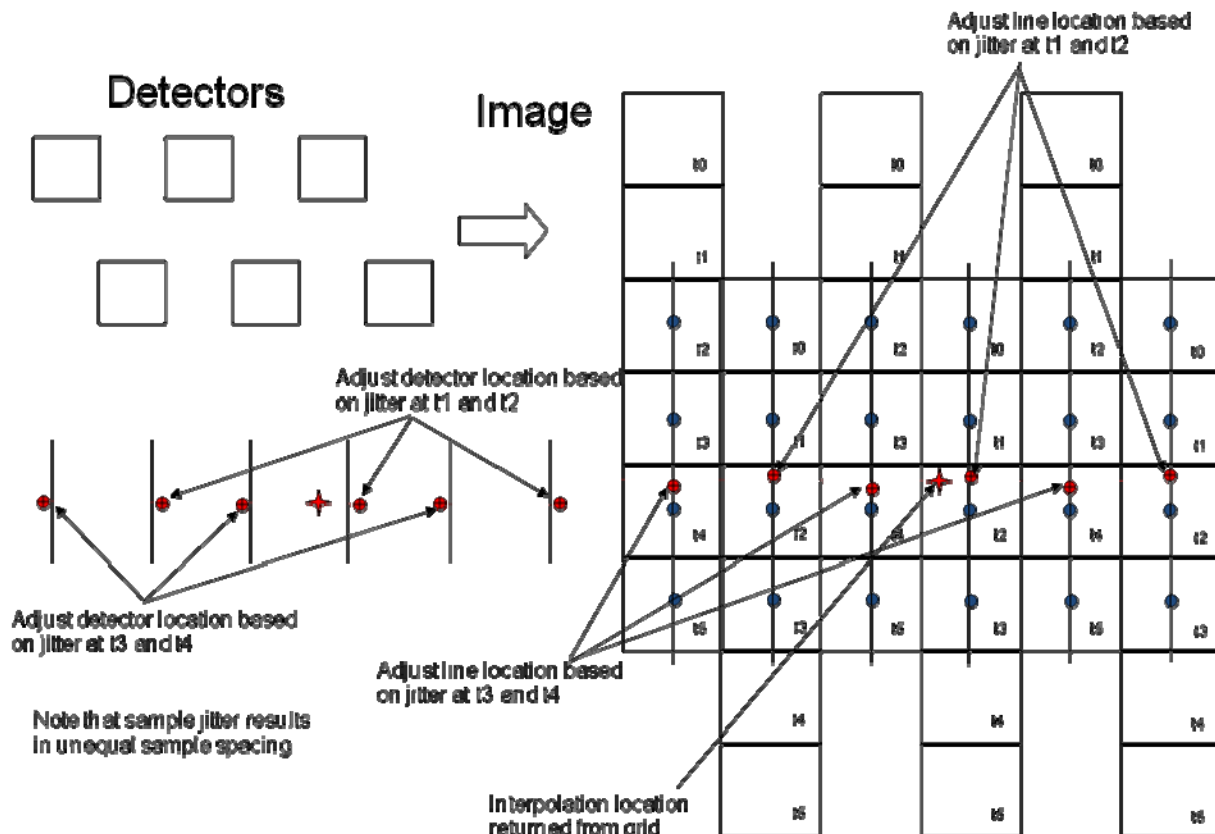 Detectors
Adjust detector location based
on jitter at t1 and t2
Adjust detector location based
on jitter at t3 and t4
Note that sample jitter results
in unequal sample spacing
Image
Adjust line location based
on jitter at t1 and t2
t0 t0 t0
t1 t1 t1
t2 t0 t2 t0 t2 t0
t3 t1 t3 t1 t3 t1
t4 t2 t2 t4 t2
t5 t3 t5 t3 t5 t3
t4 t4 t4
t5 t5 t5
Adjust line location based
on jitter at t3 and t4
Interpolation location
returned from grid